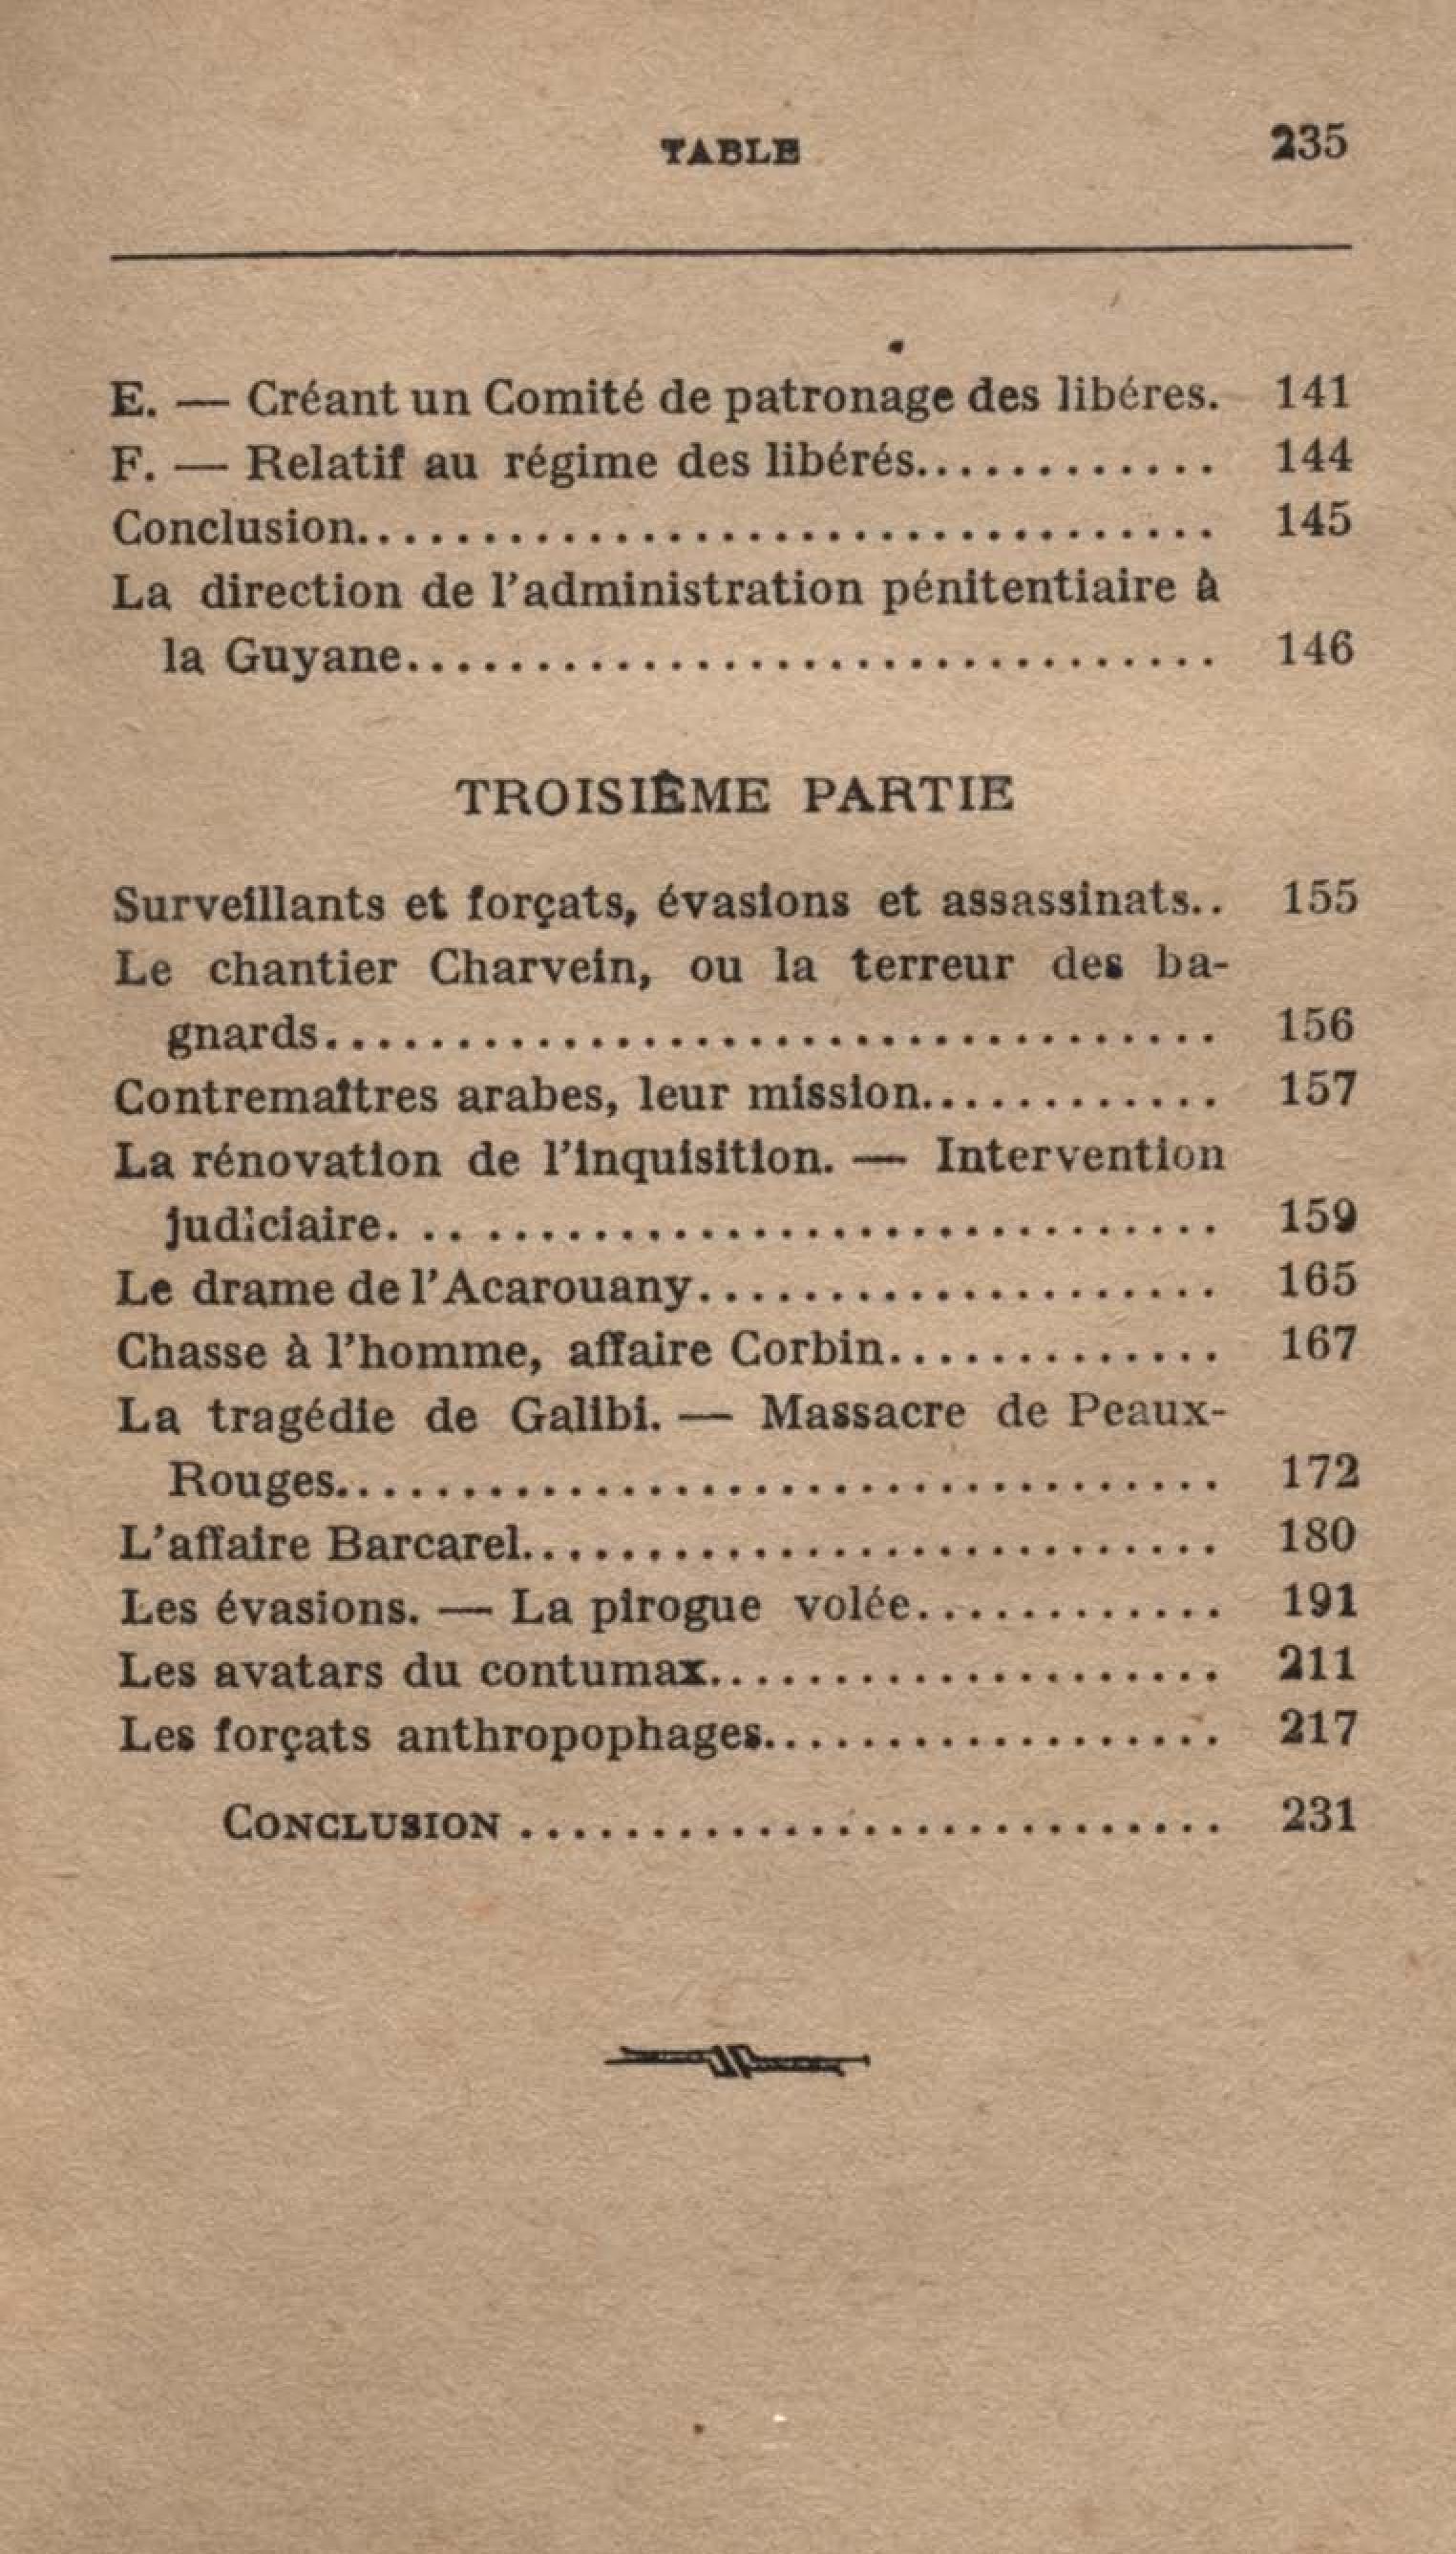 TABLE 235
E. — Créant un Comité de patronage des libéres. 141
F. — Relatif au régime des libérés............ 144
Conclusion................................. 145
La direction de l'administration pénitentiaire à
la Guyane............................... 146
TROISIÊME PARTIE
Surveillants et forçats, évasions et assassinats.. 155
Le chantier Charvein, ou la terreur des ba-
gnards.................................. 156
Contremaîtres arabes, leur mission............ 157
La rénovation de l'inquisition. — Intervention
judiciaire. .. ............................ 159
Le drame de l'Acarouany.................... 165
Chasse à l'homme, affaire Corbin............. 167
La tragédie de Galibi. — Massacre de Peaux-
Rouges.................................. 172
L'affaire Barcarel........................... 180
Les évasions. — La pirogue volée............ 191
Les avatars du contumax.................... 211
Les forçats anthropophages.................. 217
CONCLUSION ........................... 231